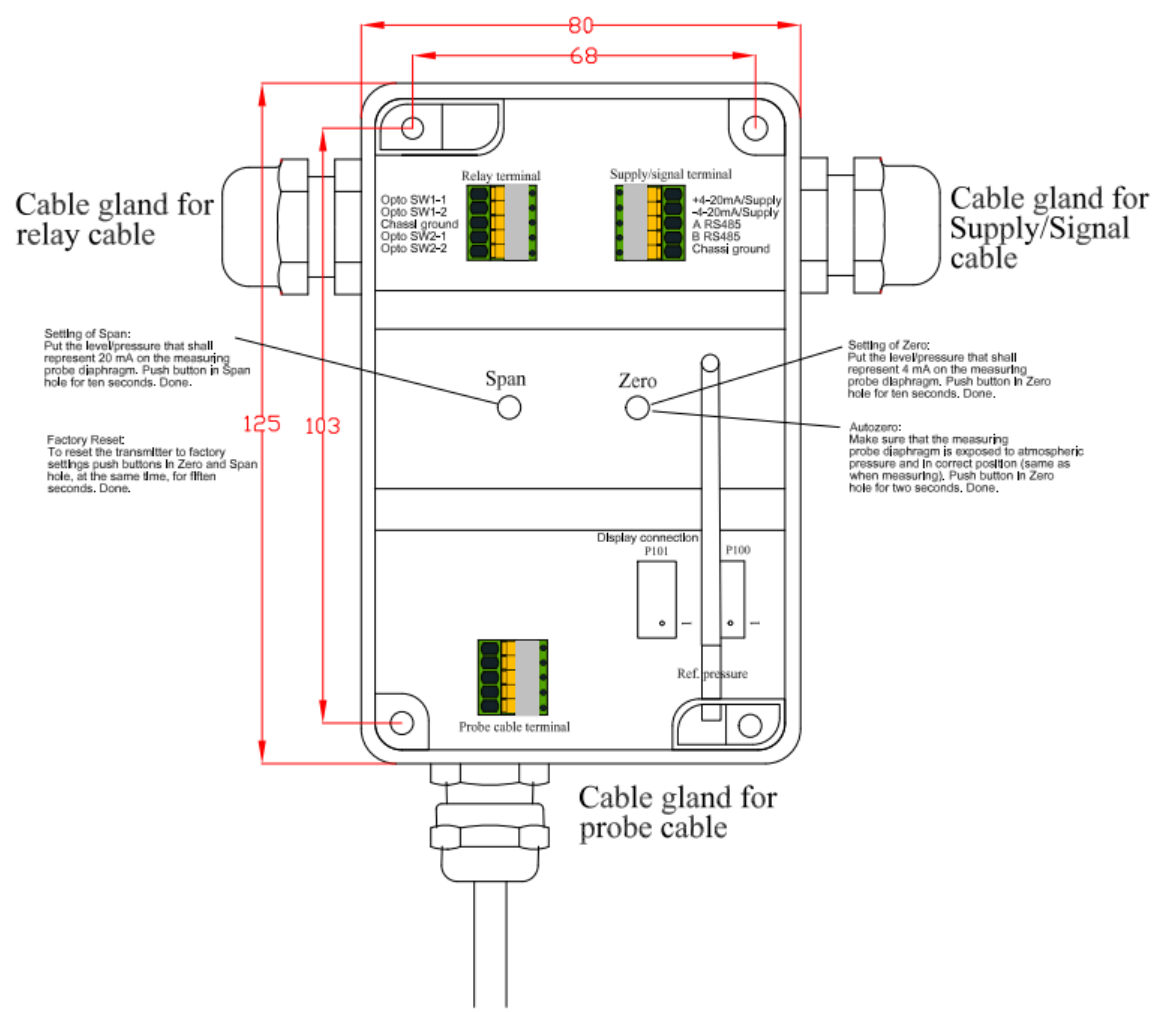 80
68
Cable gland for
relay cable
Relay terminal
Opto SW1-1
Opto SW1-2
Chassi ground
Opto SW2-1
Opto SW2-2
Supply/signal terminal
+4-20mA/Supply
-4-20mA/Supply
A RS485
B RS485
Chassi ground
Cable gland for
Supply/Signal
cable
Setting of Span:
Put the level/pressure that shall
represent 20 mA on the measuring
probe diaphragm. Push button in Span
hole for ten seconds. Done.
Span
Zero
Setting of Zero:
Put the level/pressure that shall
represent 4 mA on the measuring
probe diaphragm. Push button in Zero
hole for ten seconds. Done.
125
103
Factory Reset:
To reset the transmitter to factory
settings push buttons in Zero and Span
hole, at the same time, for fiften
seconds. Done.
Autozero:
Make sure that the measuring
probe diaphragm is exposed to atmospheric
pressure and in correct position (same as
when measuring). Push button in Zero
hole for two seconds. Done.
Display connection
P101
P100
1
1
Ref. pressure
Probe cable terminal
Cable gland for
probe cable